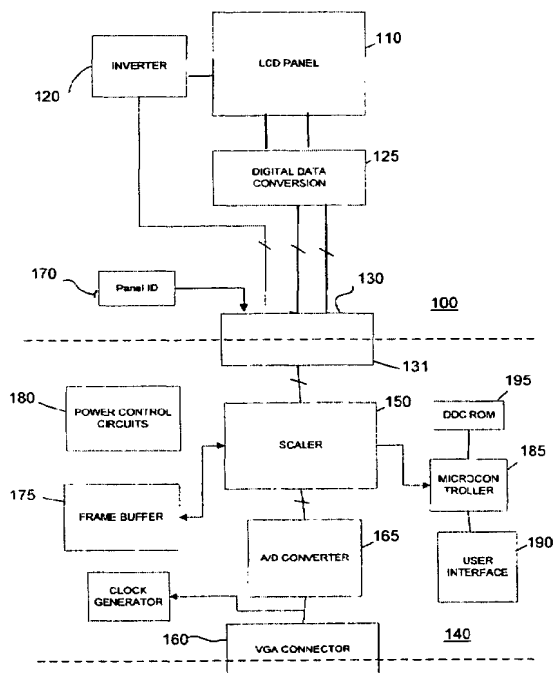 110
INVERTER
LCD PANEL
120
125
DIGITAL DATA
CONVERSION
170
Panel ID
130
100
131
180
POWER CONTROL
CIRCUITS
150
195
DDC ROM
SCALER
185
175
MICROCON
TROLLER
FRAME BUFFER
165
190
A/D CONVERTER
USER
INTERFACE
CLOCK
GENERATOR
160
VGA CONNECTOR
140